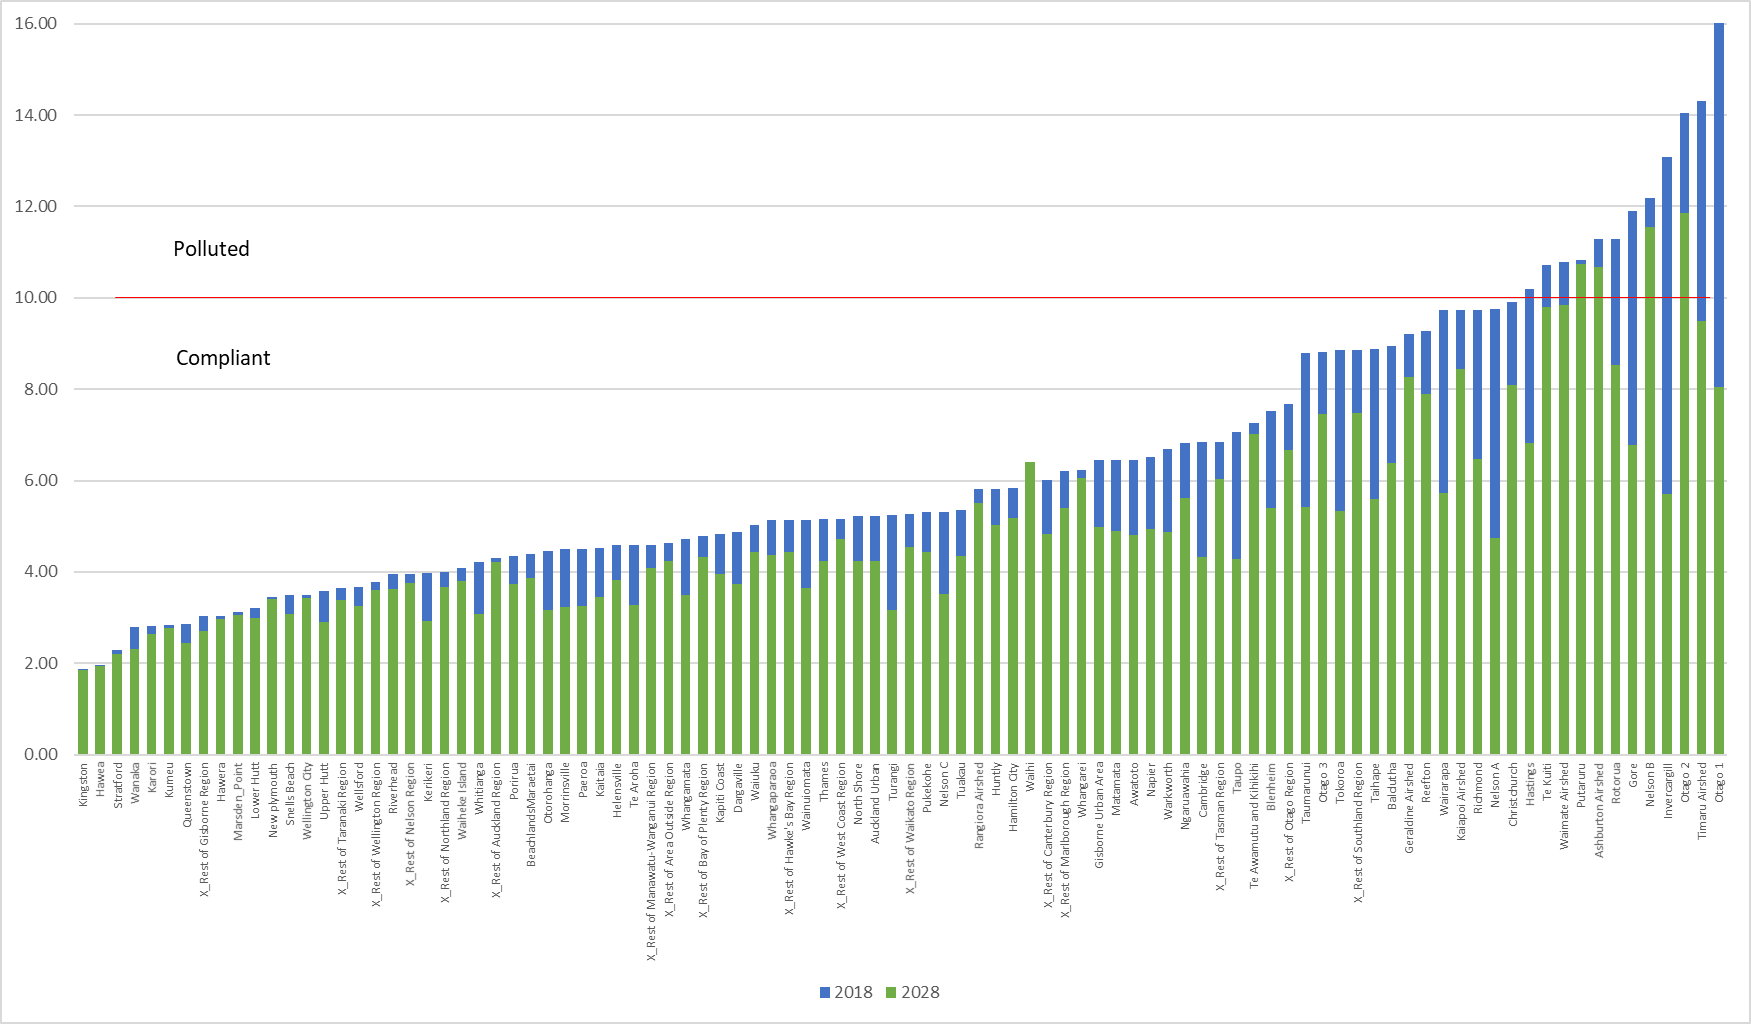 16.00
14.00
12.00
Polluted
10.00
Compliant
8.00
6.00
4.00
2.00
0.00
Kingston
Hawea
Stratford
Wanaka
Karori
Kumeu
Queenstown
X_Rest of Gisborne Region
Hawera
Marsden_Point
Lower Hutt
New plymouth
Snells Beach
Wellington City
Upper Hutt
X_Rest of Taranaki Region
Wellsford
X_Rest of Wellington Region
Riverhead
X_Rest of Nelson Region
Kerikeri
X_Rest of Northland Region
Waiheke Island
Whitianga
X_Rest of Auckland Region
Porirua
BeachlandsMaraetai
Otorohanga
Morrinsville
Paeroa
Kaitaia
Helensville
Te Aroha
X_Rest of Manawatu-Wanganui Region
X_Rest of Area Outside Region
Whangamata
X_Rest of Bay of Plenty Region
Kapiti Coast
Dargaville
Waiuku
Whangaparaoa
X_Rest of Hawke's Bay Region
Wainuiomata
Thames
X_Rest of West Coast Region
North Shore
Auckland Urban
Turangi
X_Rest of Waikato Region
Pukekohe
Nelson C
Tuakau
Rangiora Airshed
Huntly
Hamilton City
Waihi
X_Rest of Canterbury Region
X_Rest of Marlborough Region
Whangarei
Gisborne Urban Area
Matamata
Awatoto
Napier
Warkworth
Ngaruawahia
Cambridge
X_Rest of Tasman Region
Taupo
Te Awamutu and Kihikihi
Blenheim
X_Rest of Otago Region
Taumarunui
Otago 3
Tokoroa
X_Rest of Southland Region
Taihape
Baldutha
Geraldine Airshed
Reefton
Wairarapa
Kaiapoi Airshed
Richmond
Nelson A
Christchurch
Hastings
Te Kuiti
Waimate Airshed
Putaruru
Ashburton Airshed
Rotorua
Gore
Nelson B
Invercargill
Otago 2
Timaru Airshed
Otago 1
2018 2028